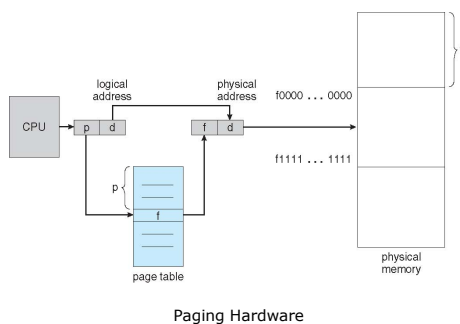 logical
address
physical
address
f0000 ... 0000
CPU
p
d
f
d
f1111 ... 1111
p
f
page table
physical
memory
Paging Hardware